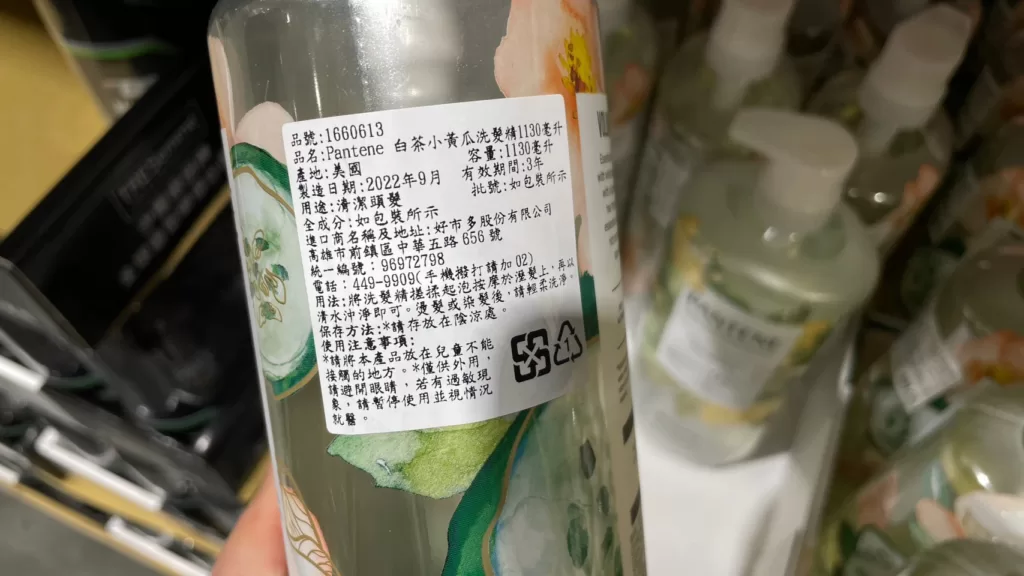 品號:1660613
品名:Pantene 白茶小黃瓜洗髮精1130毫升
產地:美國 容量:1130毫升
製造日期:2022年9月 有效期間:3年
用途:清潔頭髮 批號:如包裝所示
全成分:如包裝所示
進口商名稱及地址:好市多股份有限公司
高雄市前鎮區中華五路 656 號
統一編號：96972798
電話：449-9909(手機撥打請加 02)
用法:將洗髮精搓揉起泡按摩於濕髮上，再以
清水沖淨即可。燙髮或染髮後，請輕柔洗淨。
保存方法:*請存放在陰涼處。
使用注意事項:
*請將本產品放在兒童不能
接觸的地方。*僅供外用，
請避開眼睛，若有過敏現
象，請暫停使用並視情況
就醫。
PANTENE